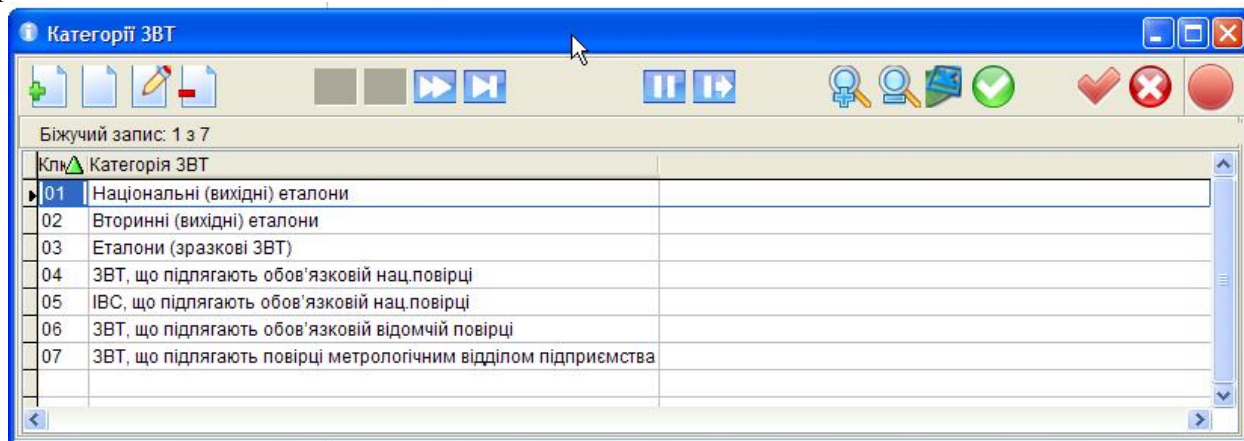 Категорії ЗВТ
Біжучий запис: 1 з 7
Клю Категорія ЗВТ
01 Національні (вихідні) еталони
02 Вторинні (вихідні) еталони
03 Еталони (зразкові ЗВТ)
04 ЗВТ, що підлягають обов'язковій нац.повірці
05 ІВС, що підлягають обов'язковій нац.повірці
06 ЗВТ, що підлягають обов'язковій відомчій повірці
07 ЗВТ, що підлягають повірці метрологічним відділом підприємства